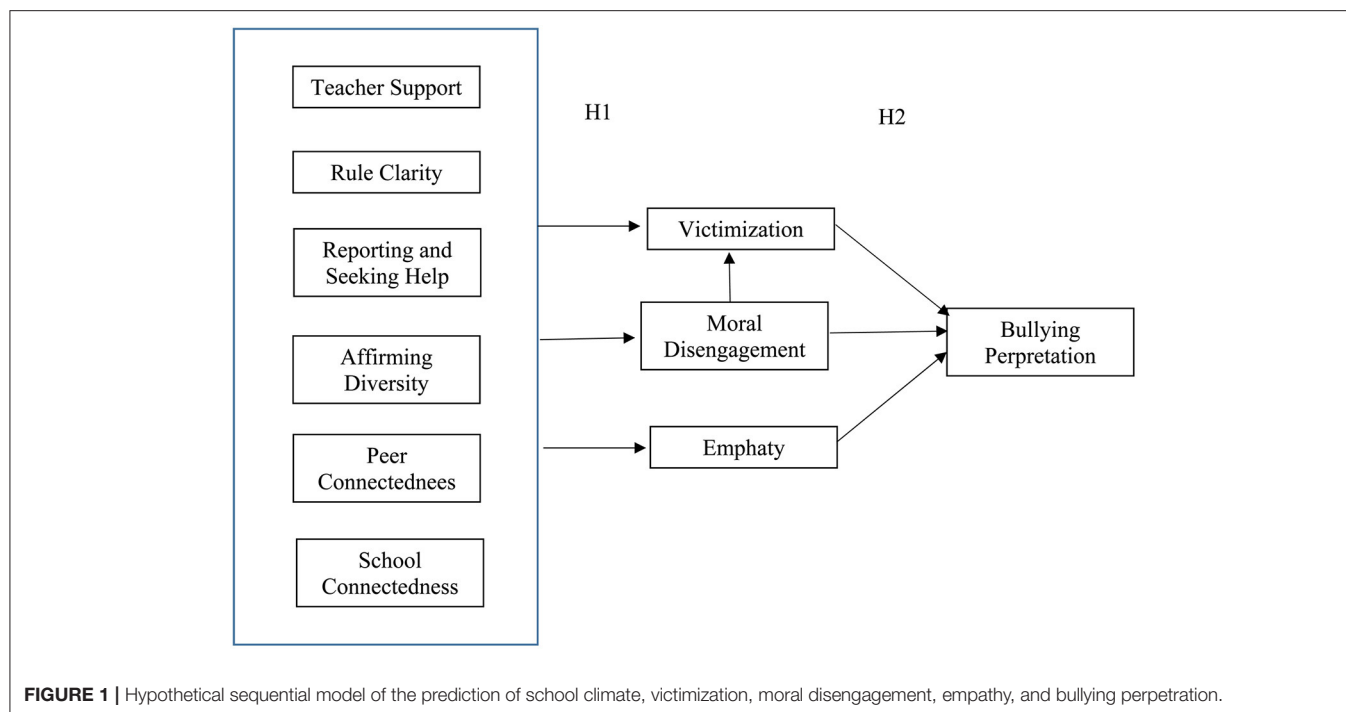 Teacher Support
Rule Clarity
Reporting and
Seeking Help
Affirming
Diversity
Peer
Connectednees
School
Connectedness
H1
H2
Victimization
Moral
Disengagement
Emphaty
Bullying
Perpretation
FIGURE 1 | Hypothetical sequential model of the prediction of school climate, victimization, moral disengagement, empathy, and bullying perpetration.